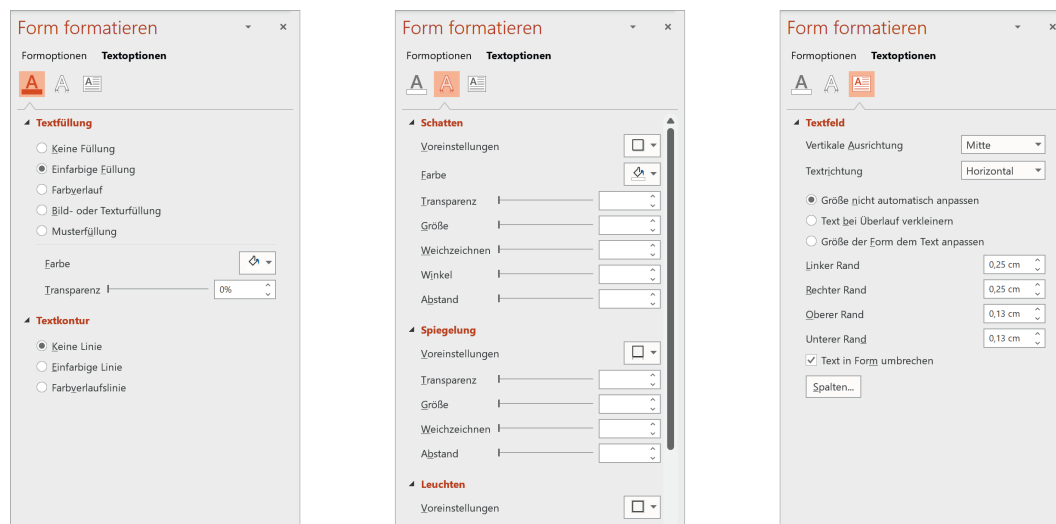 Form formatieren
Formoptionen Textoptionen
Textfüllung
Keine Füllung
Einfarbige Füllung
Farbverlauf
Bild- oder Texturfüllung
Musterfüllung
Farbe
Transparenz 0%
Textkontur
Keine Linie
Einfarbige Linie
Farbverlaufslinie
Form formatieren
Formoptionen Textoptionen
Schatten
Voreinstellungen
Farbe
Transparenz
Größe
Weichzeichnen
Winkel
Abstand
Spiegelung
Voreinstellungen
Transparenz
Größe
Weichzeichnen
Abstand
Leuchten
Voreinstellungen
Form formatieren
Formoptionen Textoptionen
Textfeld
Vertikale Ausrichtung Mitte
Textrichtung Horizontal
Größe nicht automatisch anpassen
Text bei Überlauf verkleinern
Größe der Form dem Text anpassen
Linker Rand 0,25 cm
Rechter Rand 0,25 cm
Oberer Rand 0,13 cm
Unterer Rand 0,13 cm
Text in Form umbrechen
Spalten...